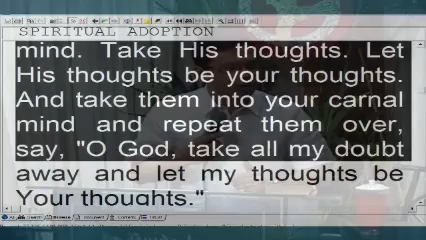 SPIRITUAL ADOPTION
mind. Take His thoughts. Let
His thoughts be your thoughts.
And take them into your carnal
mind and repeat them over,
say, "O God, take all my doubt
away and let my thoughts be
Your thoughts."